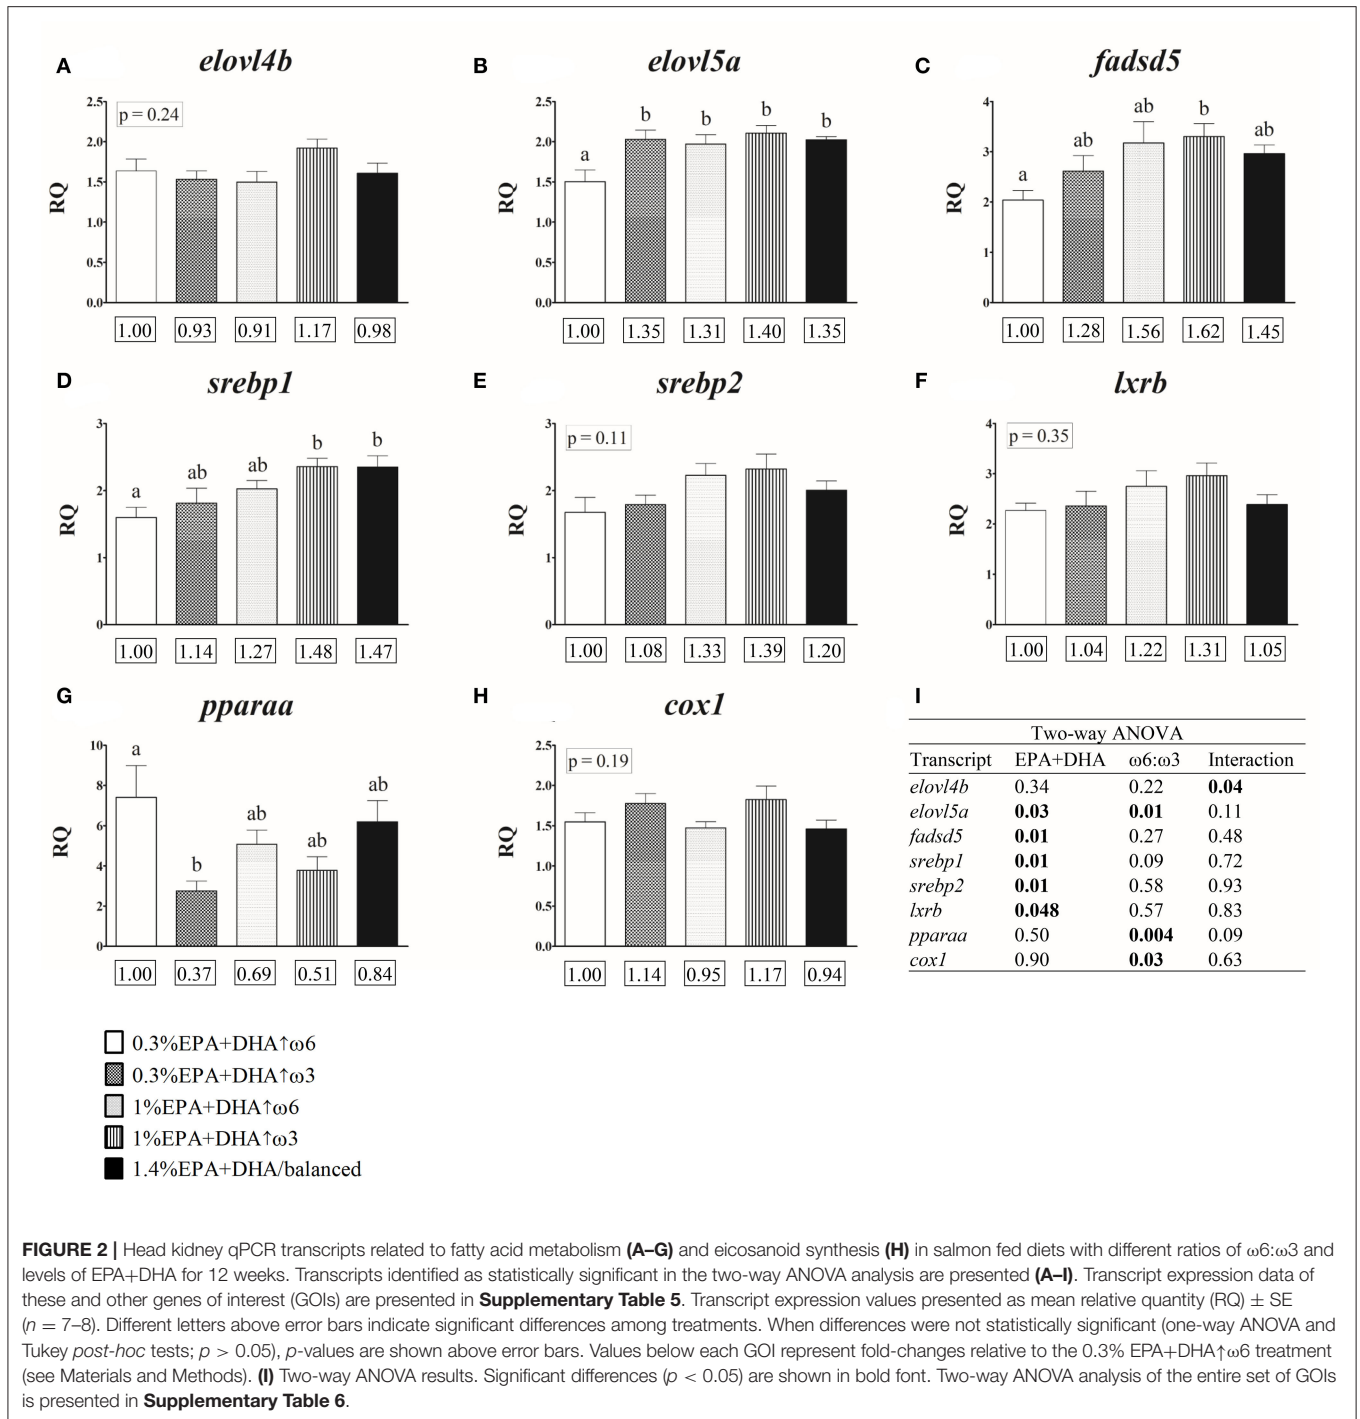 A elovl4b
2.5
2.0
1.5
1.0
0.5
0.0
RQ
p = 0.24
1.00 0.93 0.91 1.17 0.98
B elovl5a
2.5
2.0
1.5
1.0
0.5
0.0
RQ
a b b b b
1.00 1.35 1.31 1.40 1.35
C fadsd5
4
3
2
1
0
RQ
a ab ab b ab
1.00 1.28 1.56 1.62 1.45
D srebp1
3
2
1
0
RQ
a ab ab b b
1.00 1.14 1.27 1.48 1.47
E srebp2
3
2
1
0
RQ
p = 0.11
1.00 1.08 1.33 1.39 1.20
F lxrb
4
3
2
1
0
RQ
p = 0.35
1.00 1.04 1.22 1.31 1.05
G pparaa
10
8
6
4
2
0
RQ
a b ab ab ab
1.00 0.37 0.69 0.51 0.84
H cox1
2.5
2.0
1.5
1.0
0.5
0.0
RQ
p = 0.19
1.00 1.14 0.95 1.17 0.94
I
Two-way ANOVA
Transcript EPA+DHA ω6:ω3 Interaction
elovl4b 0.34 0.22 0.04
elovl5a 0.03 0.01 0.11
fadsd5 0.01 0.27 0.48
srebp1 0.01 0.09 0.72
srebp2 0.01 0.58 0.93
lxrb 0.048 0.57 0.83
pparaa 0.50 0.004 0.09
cox1 0.90 0.03 0.63
0.3%EPA+DHA↑ω6
0.3%EPA+DHA↑ω3
1%EPA+DHA↑ω6
1%EPA+DHA↑ω3
1.4%EPA+DHA/balanced
FIGURE 2 | Head kidney qPCR transcripts related to fatty acid metabolism (A–G) and eicosanoid synthesis (H) in salmon fed diets with different ratios of ω6:ω3 and
levels of EPA+DHA for 12 weeks. Transcripts identified as statistically significant in the two-way ANOVA analysis are presented (A–I). Transcript expression data of
these and other genes of interest (GOIs) are presented in Supplementary Table 5. Transcript expression values presented as mean relative quantity (RQ) ± SE
(n = 7–8). Different letters above error bars indicate significant differences among treatments. When differences were not statistically significant (one-way ANOVA and
Tukey post-hoc tests; p > 0.05), p-values are shown above error bars. Values below each GOI represent fold-changes relative to the 0.3% EPA+DHA↑ω6 treatment
(see Materials and Methods). (I) Two-way ANOVA results. Significant differences (p < 0.05) are shown in bold font. Two-way ANOVA analysis of the entire set of GOIs
is presented in Supplementary Table 6.